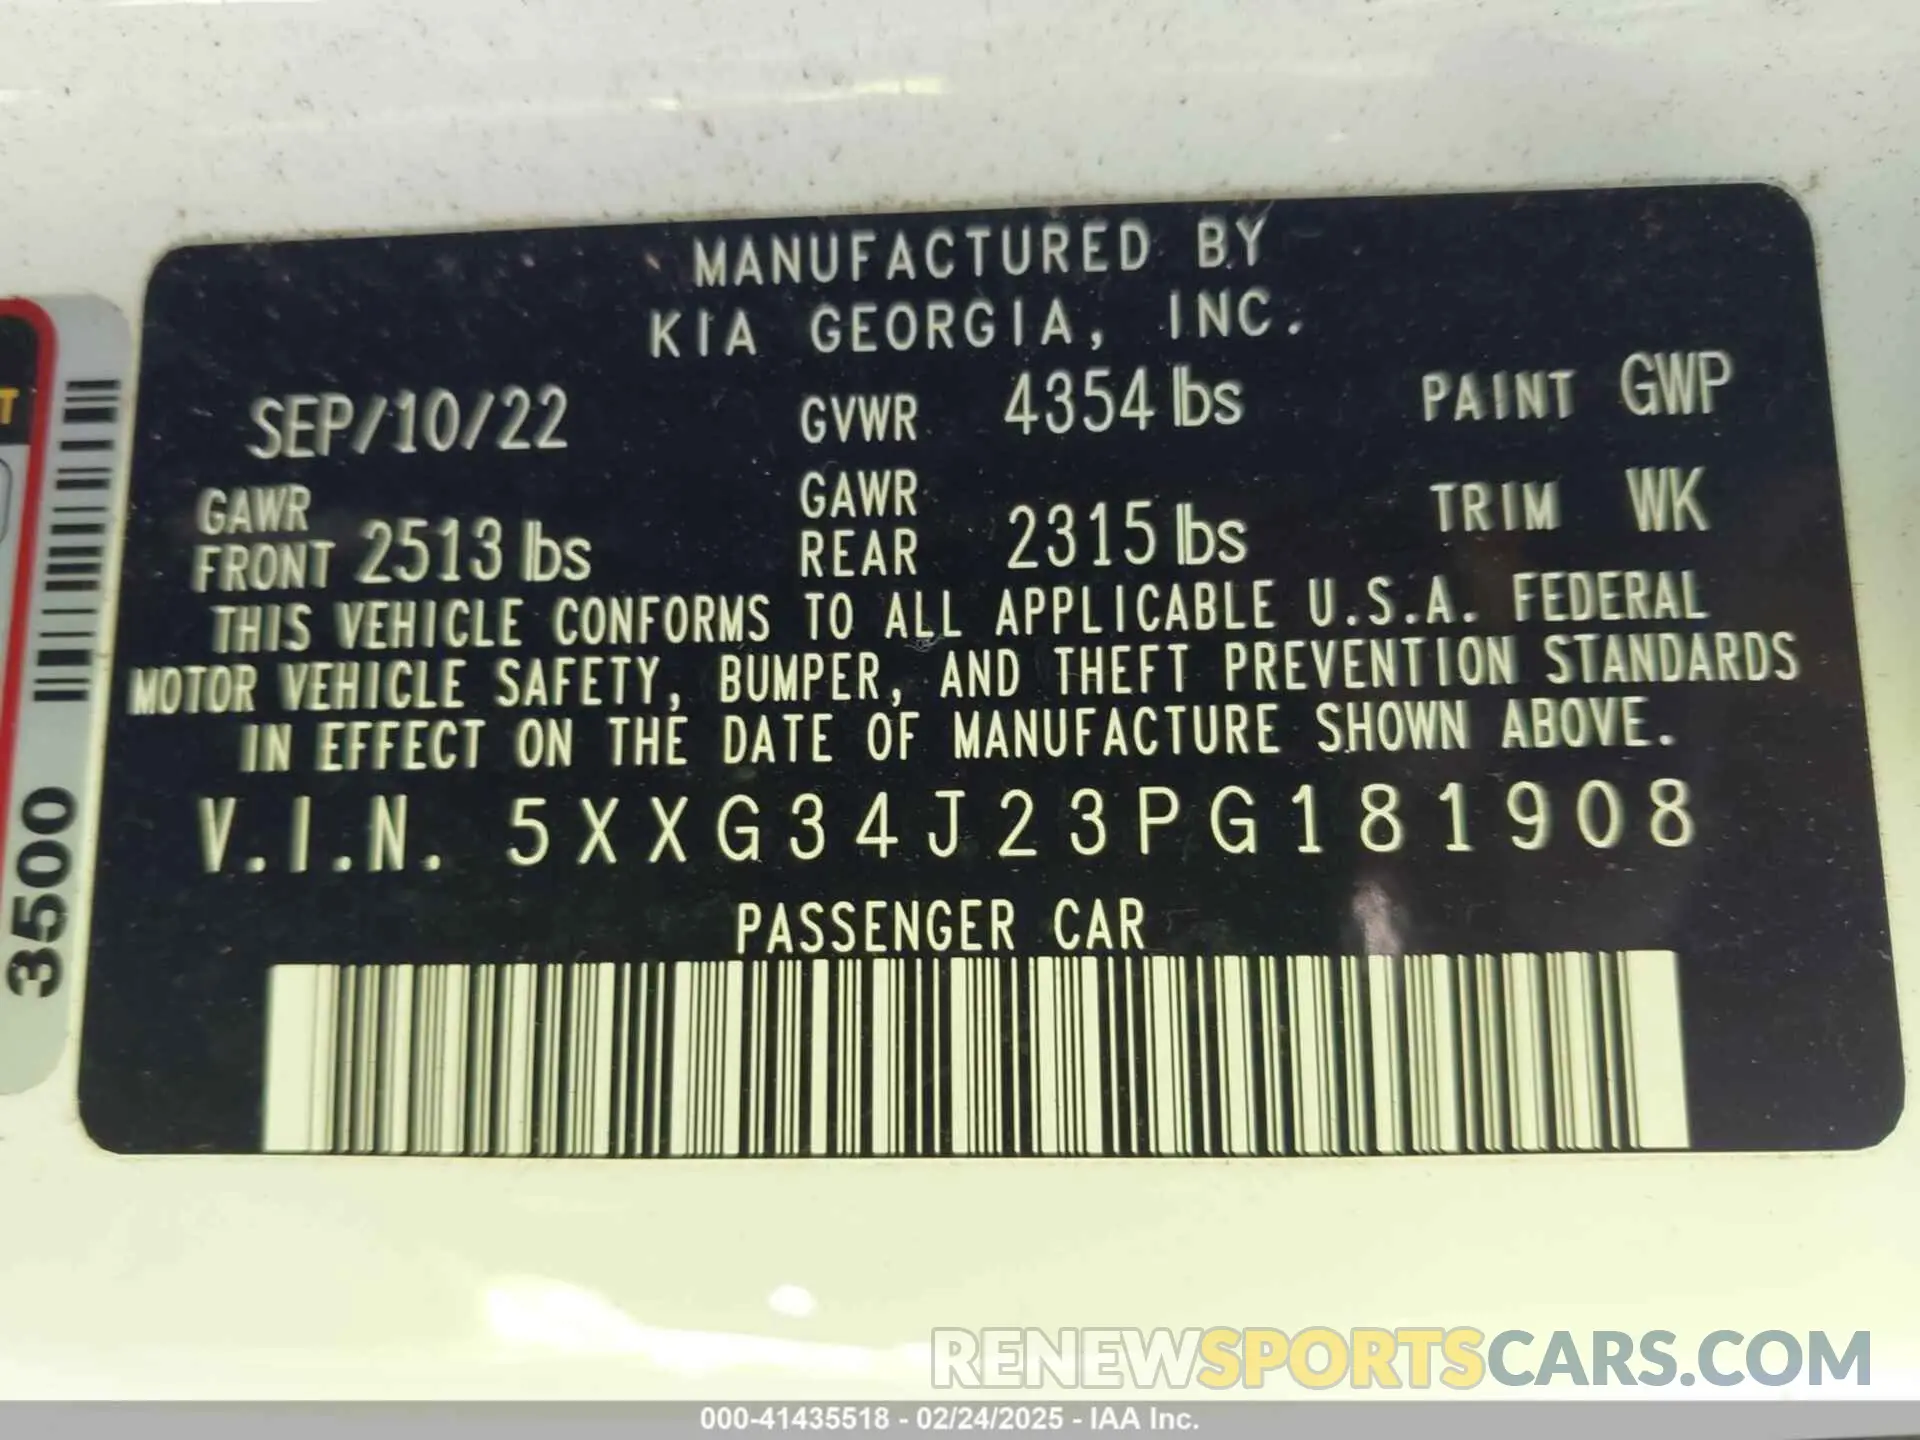 MANUFACTURED BY
KIA GEORGIA, INC.
SEP/10/22 GVWR 4354 lbs PAINT GWP
GAWR FRONT 2513 lbs GAWR REAR 2315 lbs TRIM WK
THIS VEHICLE CONFORMS TO ALL APPLICABLE U.S.A. FEDERAL
MOTOR VEHICLE SAFETY, BUMPER, AND THEFT PREVENTION STANDARDS
IN EFFECT ON THE DATE OF MANUFACTURE SHOWN ABOVE.
V.I.N. 5XXG34J23PG181908
PASSENGER CAR
T
3500
RENEWSPORTSCARS.COM
000-41435518 - 02/24/2025 - IAA Inc.